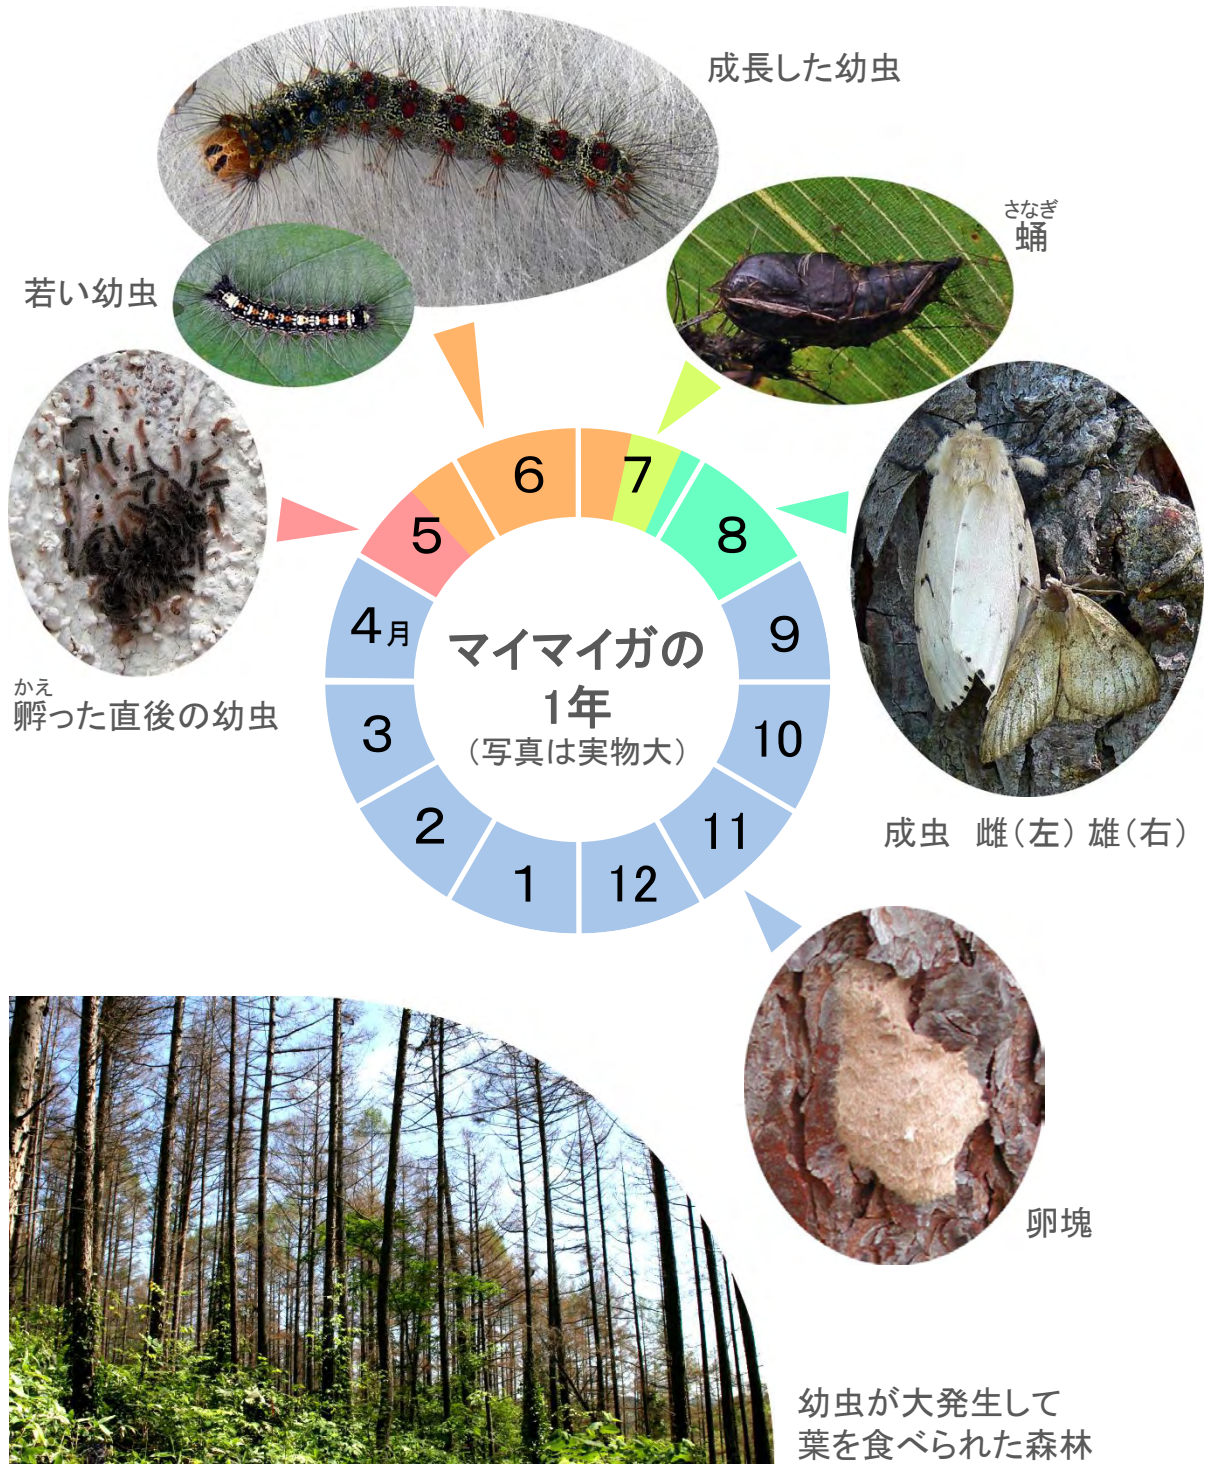 成長した幼虫
さなぎ
蛹
若い幼虫
6
7
5
8
4月
9
マイマイガの
1年
(写真は実物大)
かえ
孵った直後の幼虫
3
10
2
11
成虫 雌(左) 雄(右)
1
12
卵塊
幼虫が大発生して
葉を食べられた森林